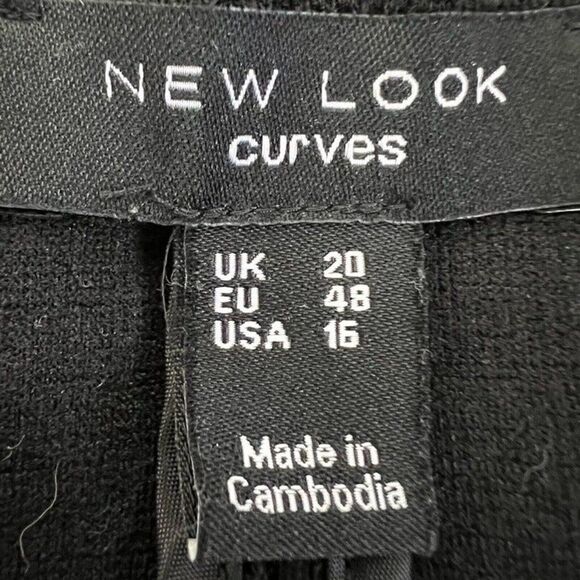 NEW LOOK
curves
UK 20
EU 48
USA 16
Made in
Cambodia